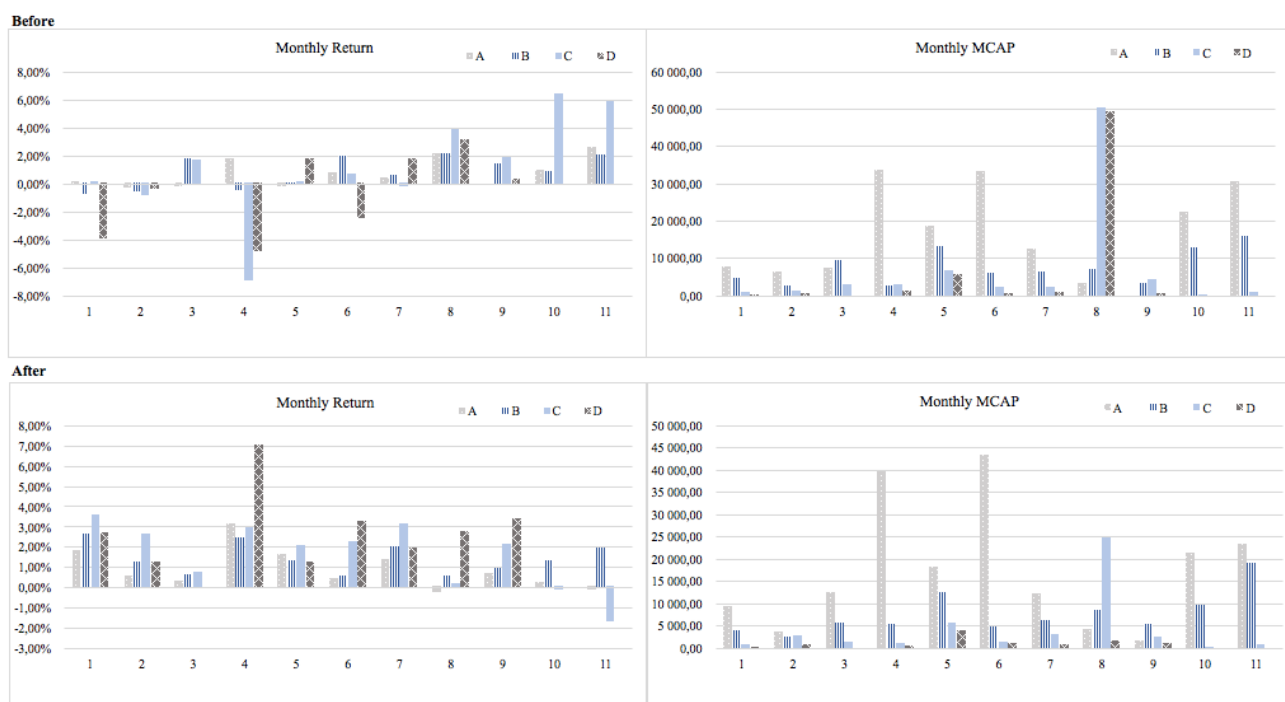 Before
Monthly Return
A B C D
8,00%
6,00%
4,00%
2,00%
0,00%
-2,00%
-4,00%
-6,00%
-8,00%
1 2 3 4 5 6 7 8 9 10 11
Monthly MCAP
A B C D
60 000,00
50 000,00
40 000,00
30 000,00
20 000,00
10 000,00
0,00
1 2 3 4 5 6 7 8 9 10 11
After
Monthly Return
A B C D
8,00%
7,00%
6,00%
5,00%
4,00%
3,00%
2,00%
1,00%
0,00%
-1,00%
-2,00%
-3,00%
1 2 3 4 5 6 7 8 9 10 11
Monthly MCAP
A B C D
50 000,00
45 000,00
40 000,00
35 000,00
30 000,00
25 000,00
20 000,00
15 000,00
10 000,00
5 000,00
0,00
1 2 3 4 5 6 7 8 9 10 11